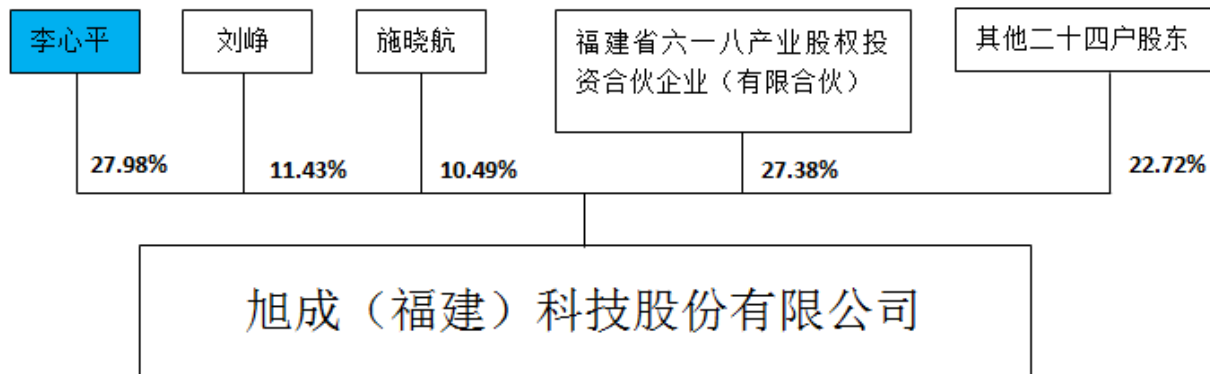 李心平
刘峥
施晓航
福建省六一八产业股权投
资合伙企业（有限合伙）
其他二十四户股东
27.98%
11.43%
10.49%
27.38%
22.72%
旭成（福建）科技股份有限公司